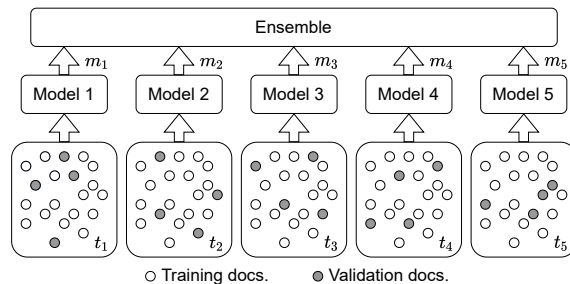 Ensemble
m1 m2 m3 m4 m5
Model 1 Model 2 Model 3 Model 4 Model 5
t1 t2 t3 t4 t5
Training docs. Validation docs.